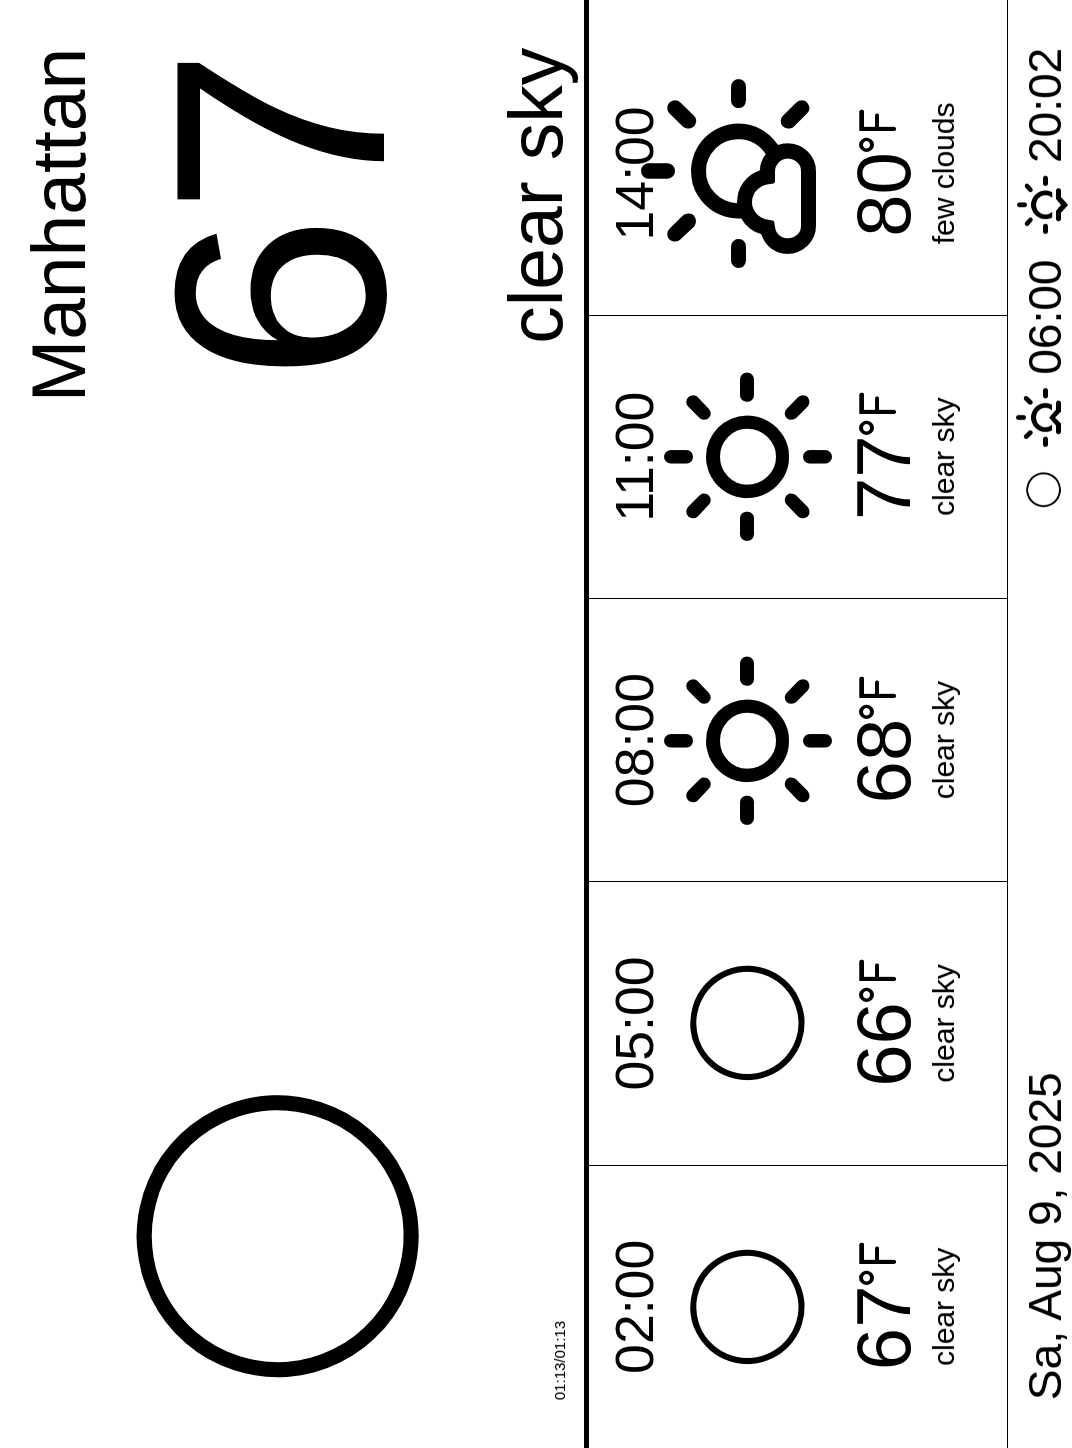 Manhattan
67
clear sky
01:13/01:13
02:00
67°F
clear sky
05:00
66°F
clear sky
08:00
68°F
clear sky
11:00
77°F
clear sky
14:00
80°F
few clouds
Sa, Aug 9, 2025
06:00
20:02